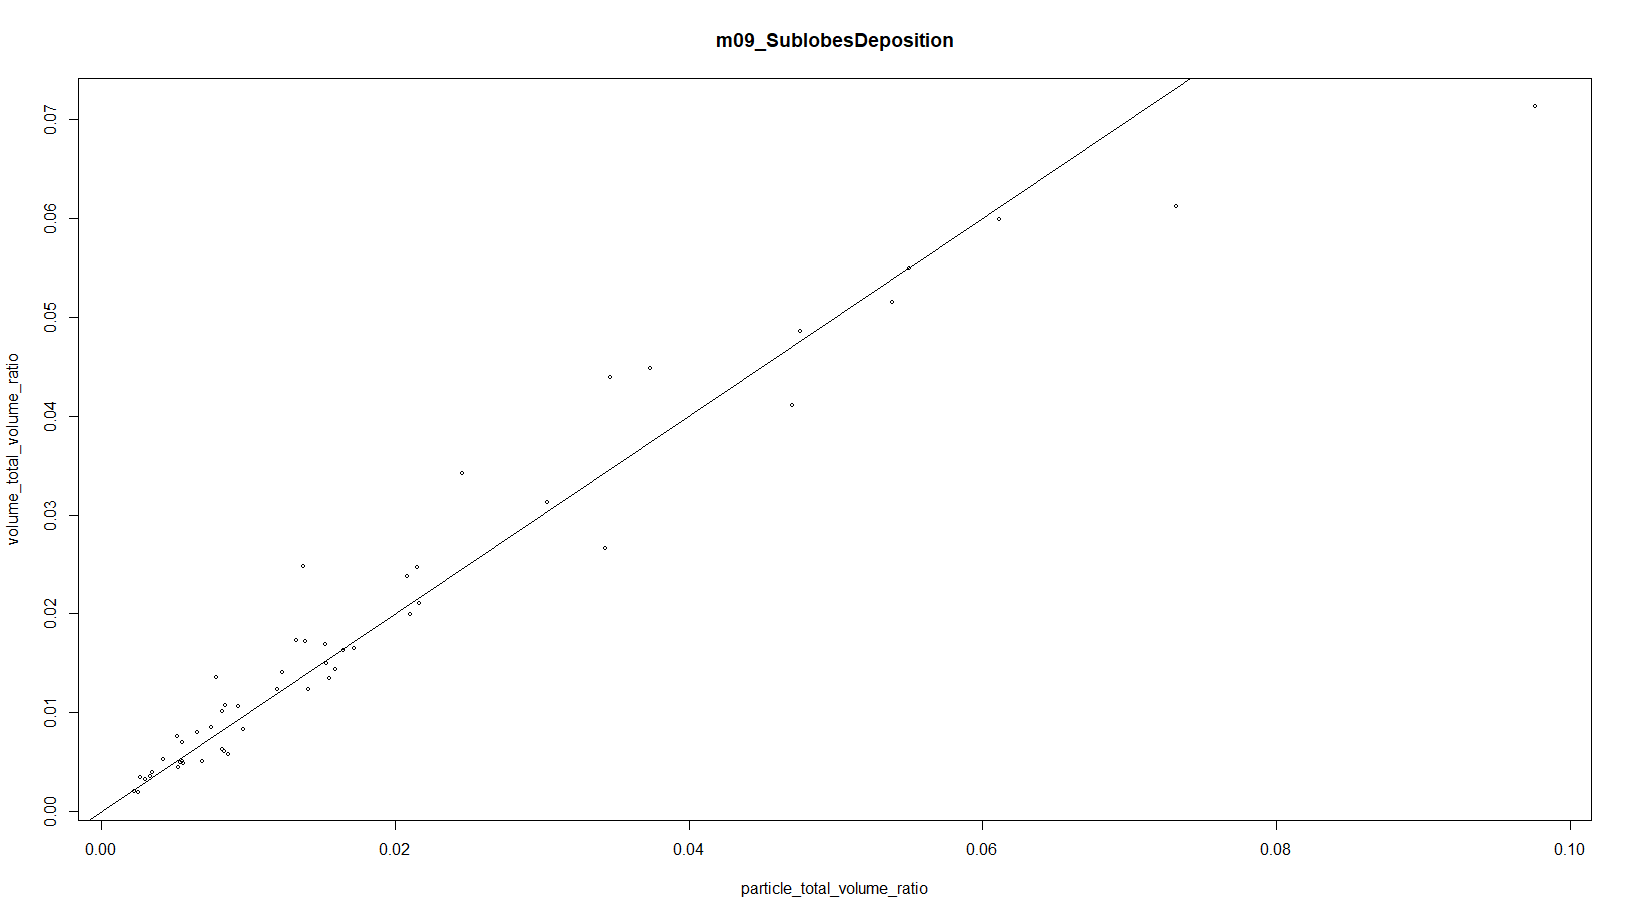 m09_SublobesDeposition
0.07
0.06
0.05
0.04
0.03
0.02
0.01
0.00
volume_total_volume_ratio
0.00 0.02 0.04 0.06 0.08 0.10
particle_total_volume_ratio